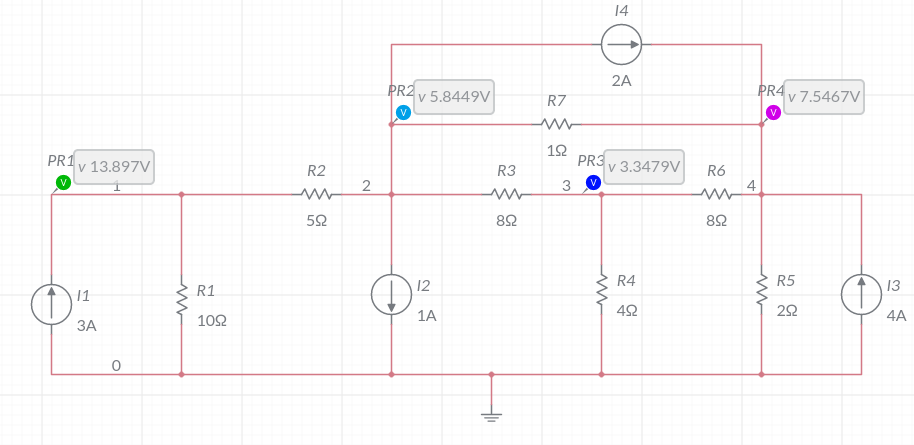 I4
2A
PR2
v 5.8449V
PR4
v 7.5467V
V
V
R7
1Ω
PR1
v 13.897V
PR3
v 3.3479V
V
V
1
R2
2
R3
3
R6
4
5Ω
8Ω
8Ω
I1
3A
R1
10Ω
I2
1A
R4
4Ω
R5
2Ω
I3
4A
0